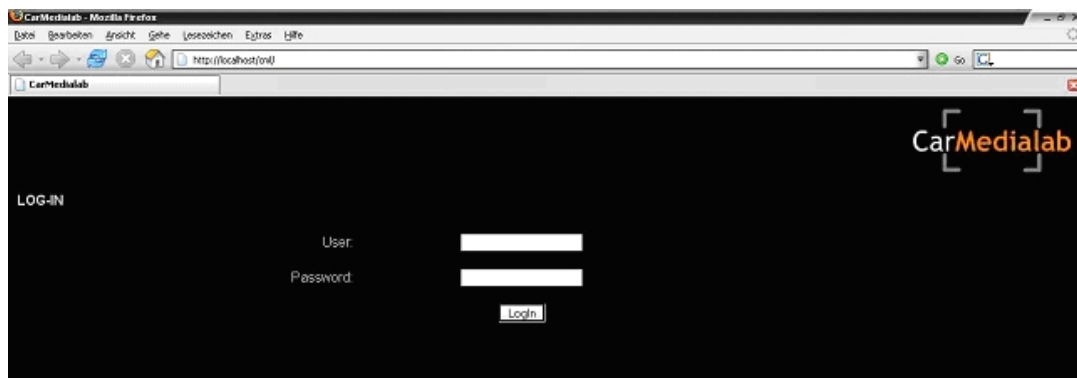 CarMedialab - Mozilla Firefox
Datei Bearbeiten Ansicht Gehe Lesezeichen Extras Hilfe
http://localhost/cml/ Go
CarMedialab
CarMedialab
LOG-IN
User:
Password:
LogIn